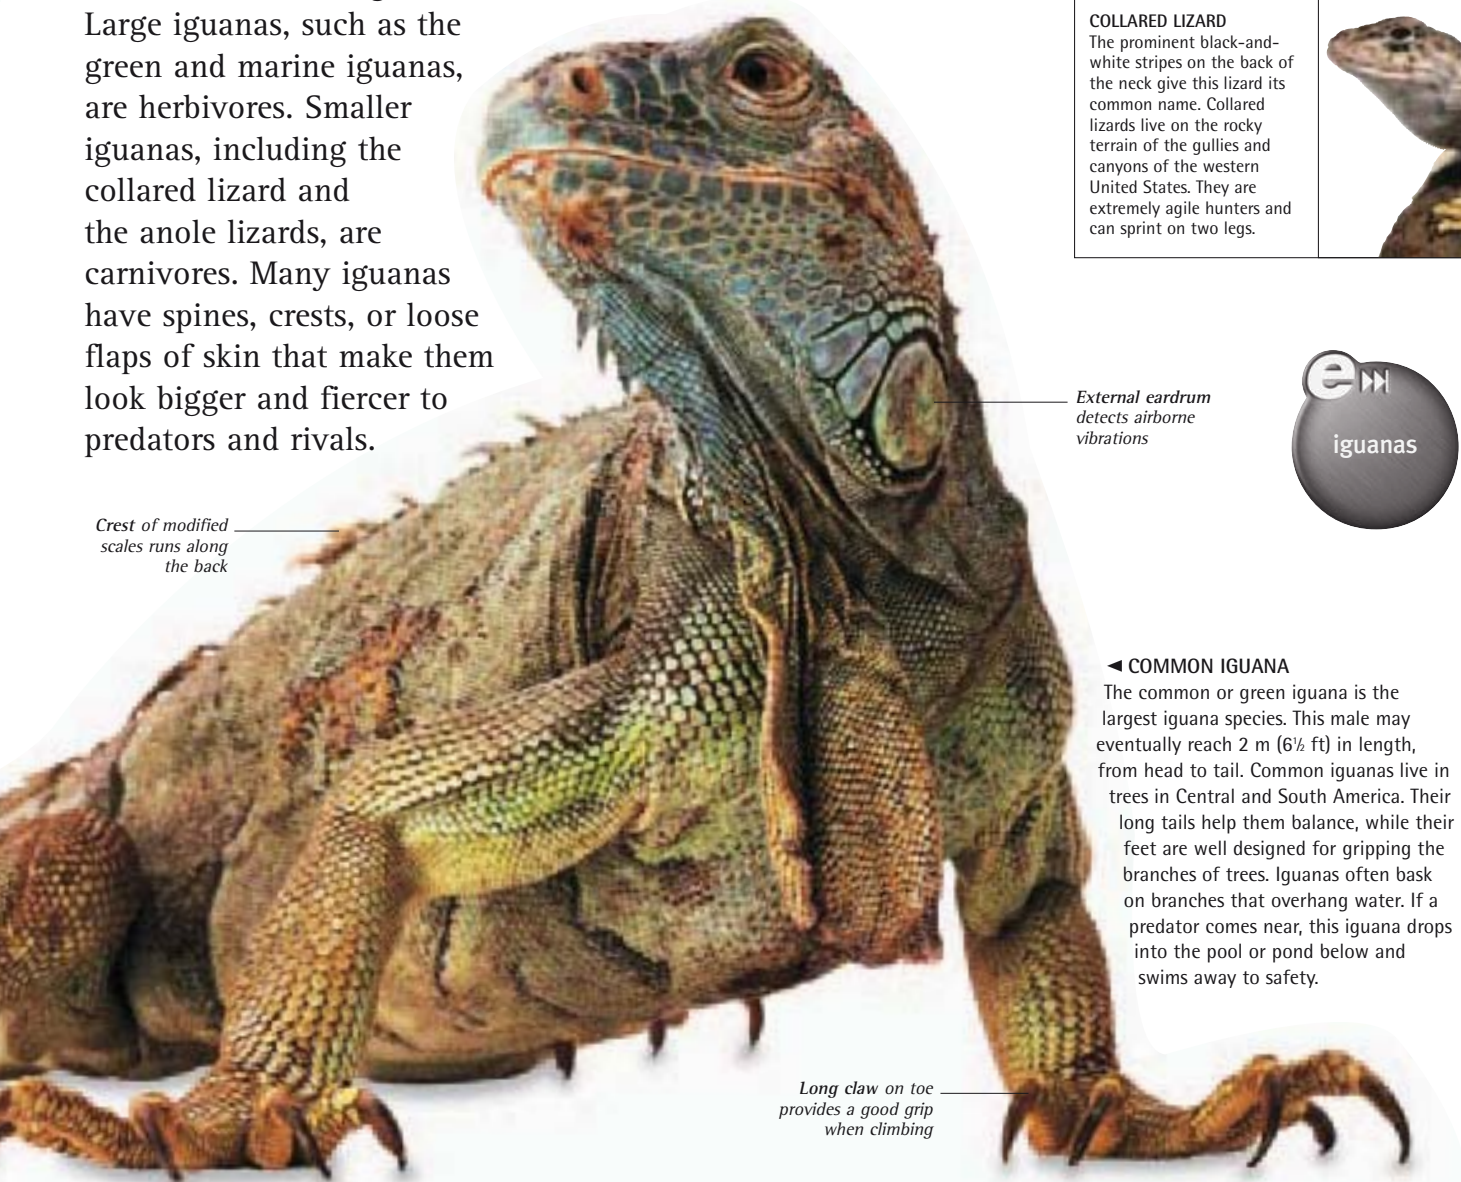 Large iguanas, such as the
green and marine iguanas,
are herbivores. Smaller
iguanas, including the
collared lizard and
the anole lizards, are
carnivores. Many iguanas
have spines, crests, or loose
flaps of skin that make them
look bigger and fiercer to
predators and rivals.
COLLARED LIZARD
The prominent black-and-
white stripes on the back of
the neck give this lizard its
common name. Collared
lizards live on the rocky
terrain of the gullies and
canyons of the western
United States. They are
extremely agile hunters and
can sprint on two legs.
External eardrum
detects airborne
vibrations
e
iguanas
Crest of modified
scales runs along
the back
◄ COMMON IGUANA
The common or green iguana is the
largest iguana species. This male may
eventually reach 2 m (6½ ft) in length,
from head to tail. Common iguanas live in
trees in Central and South America. Their
long tails help them balance, while their
feet are well designed for gripping the
branches of trees. Iguanas often bask
on branches that overhang water. If a
predator comes near, this iguana drops
into the pool or pond below and
swims away to safety.
Long claw on toe
provides a good grip
when climbing